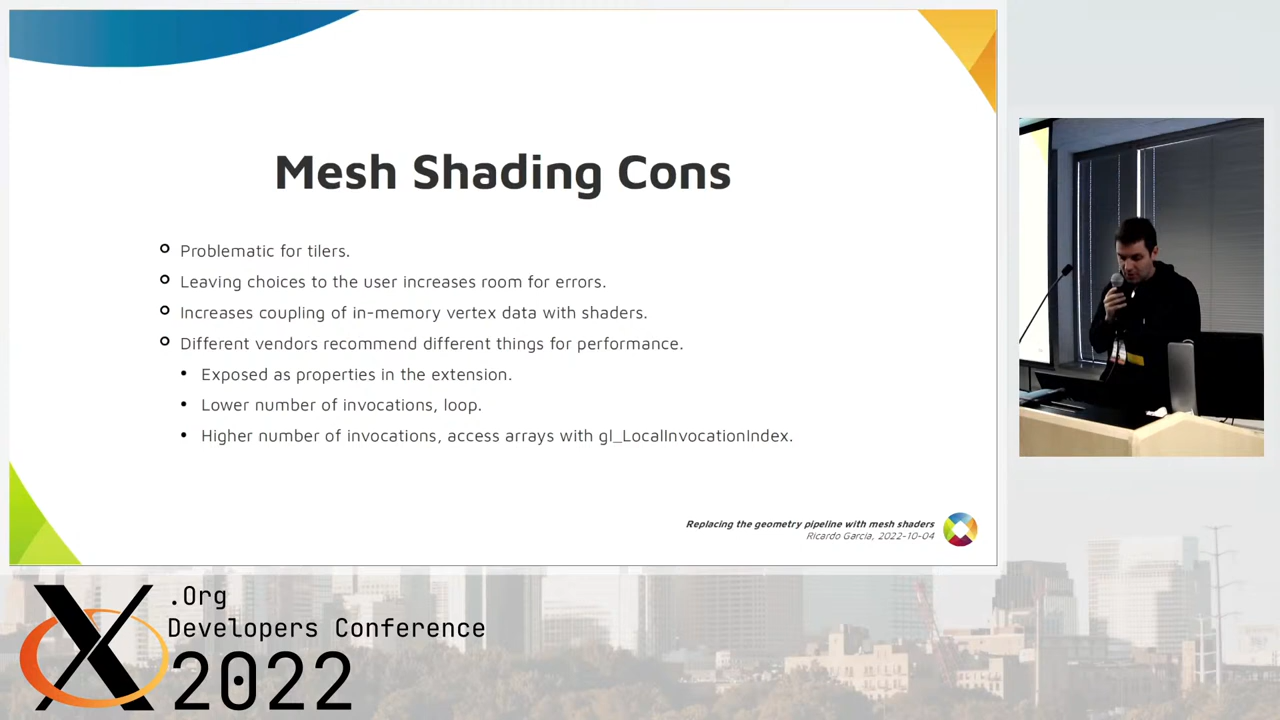 Mesh Shading Cons
Problematic for tilers.
Leaving choices to the user increases room for errors.
Increases coupling of in-memory vertex data with shaders.
Different vendors recommend different things for performance.
Exposed as properties in the extension.
Lower number of invocations, loop.
Higher number of invocations, access arrays with gl_LocalInvocationIndex.
Replacing the geometry pipeline with mesh shaders
Ricardo Garcia, 2022-10-04
X.Org
Developers Conference
2022